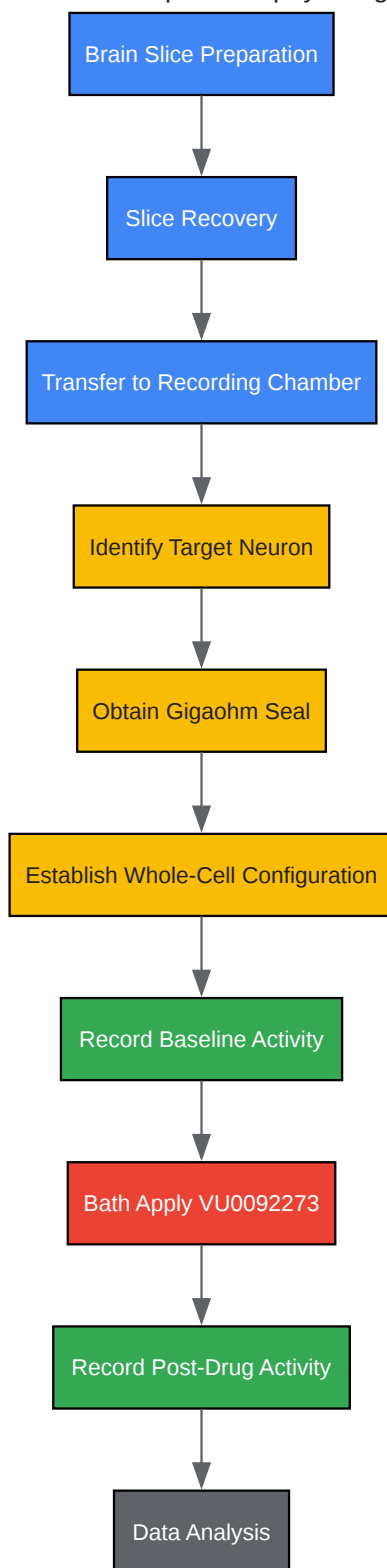 Brain Slice Preparation
Slice Recovery
Transfer to Recording Chamber
Identify Target Neuron
Obtain Gigaohm Seal
Establish Whole-Cell Configuration
Record Baseline Activity
Bath Apply VU0092273
Record Post-Drug Activity
Data Analysis